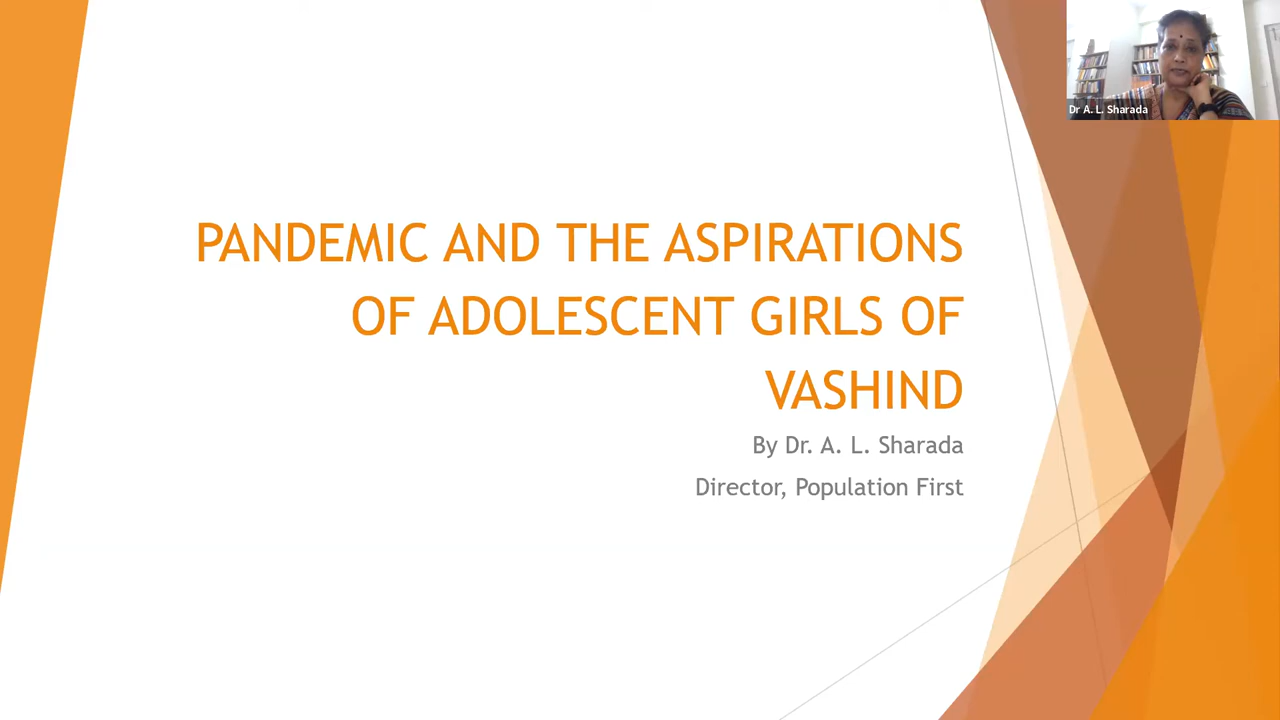 PANDEMIC AND THE ASPIRATIONS
OF ADOLESCENT GIRLS OF
VASHIND
By Dr. A. L. Sharada
Director, Population First
Dr A. L. Sharada